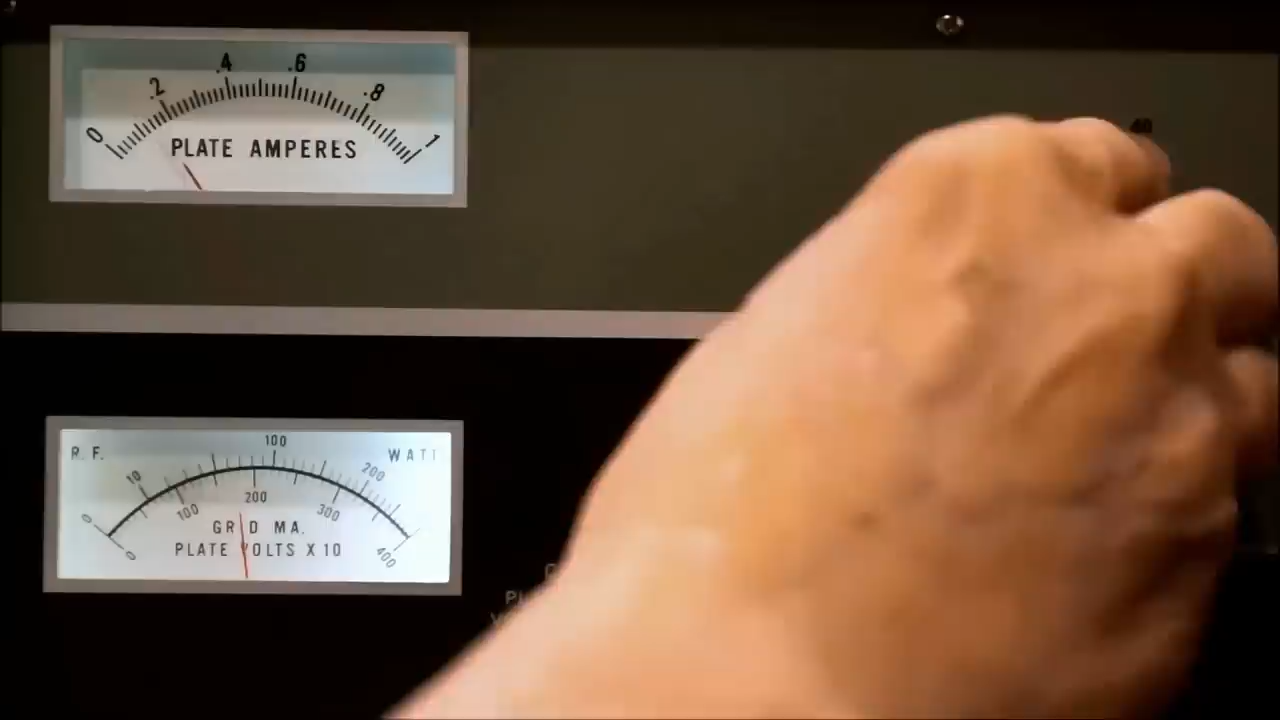 0 .2 .4 .6 .8 1
PLATE AMPERES
40
R.F. WATT
0 10 100 200
0 100 200 300 400
GRID MA.
PLATE VOLTS X 10